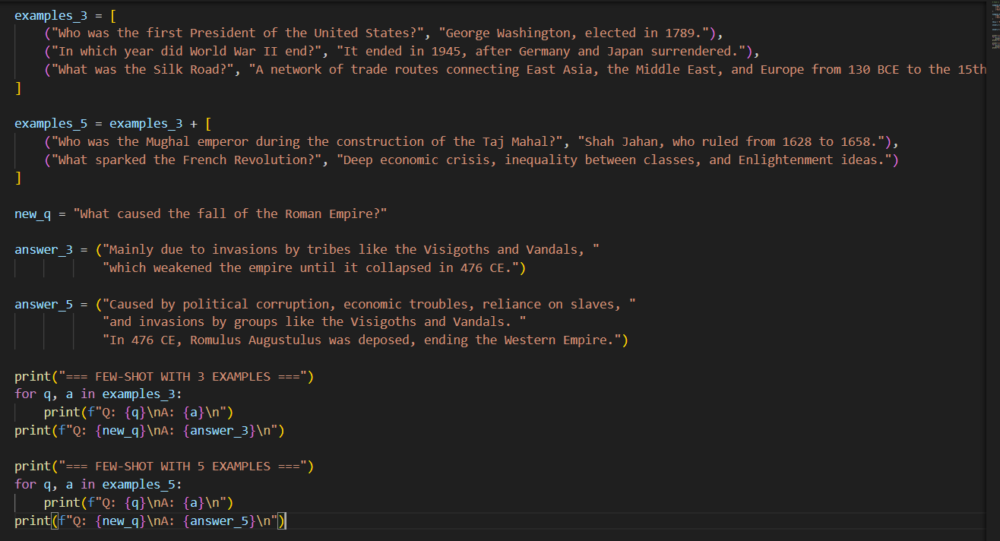 examples_3 = [
    ("Who was the first President of the United States?", "George Washington, elected in 1789."),
    ("In which year did World War II end?", "It ended in 1945, after Germany and Japan surrendered."),
    ("What was the Silk Road?", "A network of trade routes connecting East Asia, the Middle East, and Europe from 130 BCE to the 15th
]

examples_5 = examples_3 + [
    ("Who was the Mughal emperor during the construction of the Taj Mahal?", "Shah Jahan, who ruled from 1628 to 1658."),
    ("What sparked the French Revolution?", "Deep economic crisis, inequality between classes, and Enlightenment ideas.")
]

new_q = "What caused the fall of the Roman Empire?"

answer_3 = ("Mainly due to invasions by tribes like the Visigoths and Vandals, "
            "which weakened the empire until it collapsed in 476 CE.")

answer_5 = ("Caused by political corruption, economic troubles, reliance on slaves, "
            "and invasions by groups like the Visigoths and Vandals. "
            "In 476 CE, Romulus Augustulus was deposed, ending the Western Empire.")

print("=== FEW-SHOT WITH 3 EXAMPLES ===")
for q, a in examples_3:
    print(f"Q: {q}\nA: {a}\n")
print(f"Q: {new_q}\nA: {answer_3}\n")

print("=== FEW-SHOT WITH 5 EXAMPLES ===")
for q, a in examples_5:
    print(f"Q: {q}\nA: {a}\n")
print(f"Q: {new_q}\nA: {answer_5}\n")